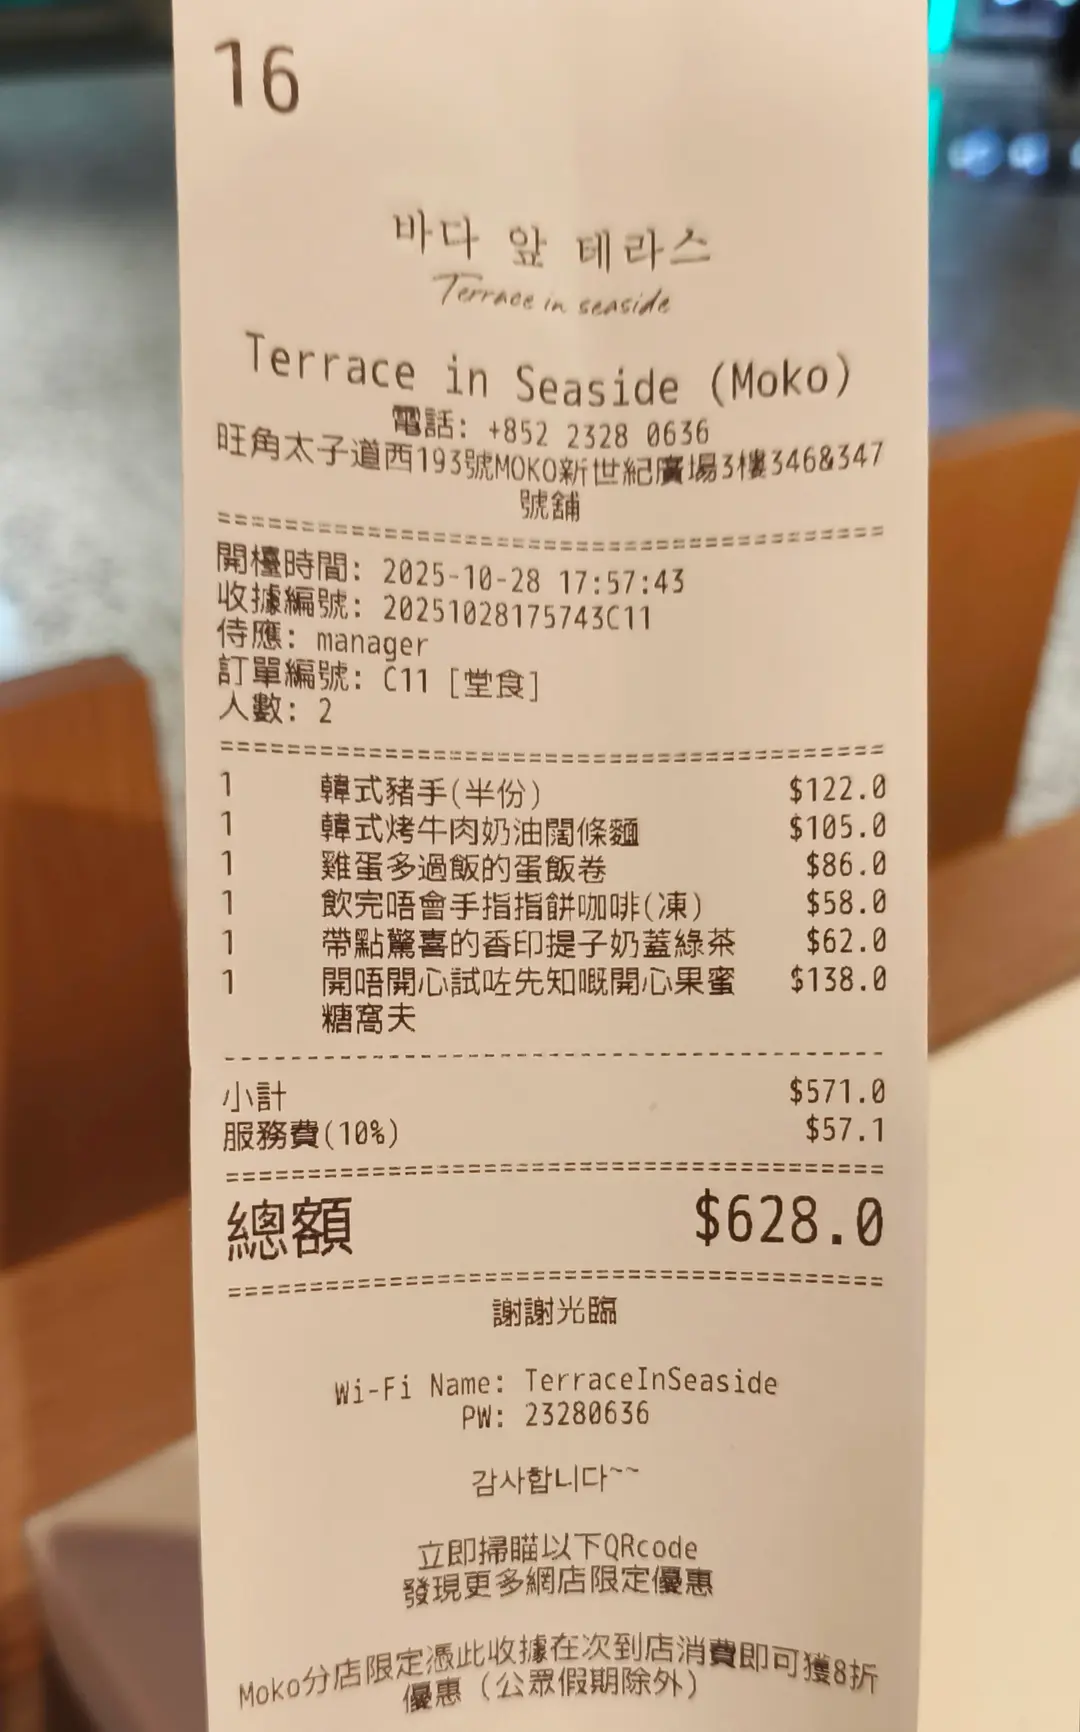 16
바다 앞 테라스
Terrace in seaside
Terrace in Seaside (Moko)
電話: +852 2328 0636
旺角太子道西193號MOKO新世紀廣場3樓346&347
號舖
========================================
開檯時間: 2025-10-28 17:57:43
收據編號: 20251028175743C11
侍應: manager
訂單編號: C11 [堂食]
人數: 2
========================================
1 韓式豬手(半份) $122.0
1 韓式烤牛肉奶油闊條麵 $105.0
1 雞蛋多過飯的蛋飯卷 $86.0
1 飲完唔會手指指餅咖啡(凍) $58.0
1 帶點驚喜的香印提子奶蓋綠茶 $62.0
1 開唔開心試咗先知嘅開心果蜜 $138.0
糖窩夫
----------------------------------------
小計 $571.0
服務費(10%) $57.1
========================================
總額 $628.0
========================================
謝謝光臨
Wi-Fi Name: TerraceInSeaside
PW: 23280636
감사합니다~~
立即掃瞄以下QRcode
發現更多網店限定優惠
Moko分店限定憑此收據在次到店消費即可獲8折
優惠（公眾假期除外）